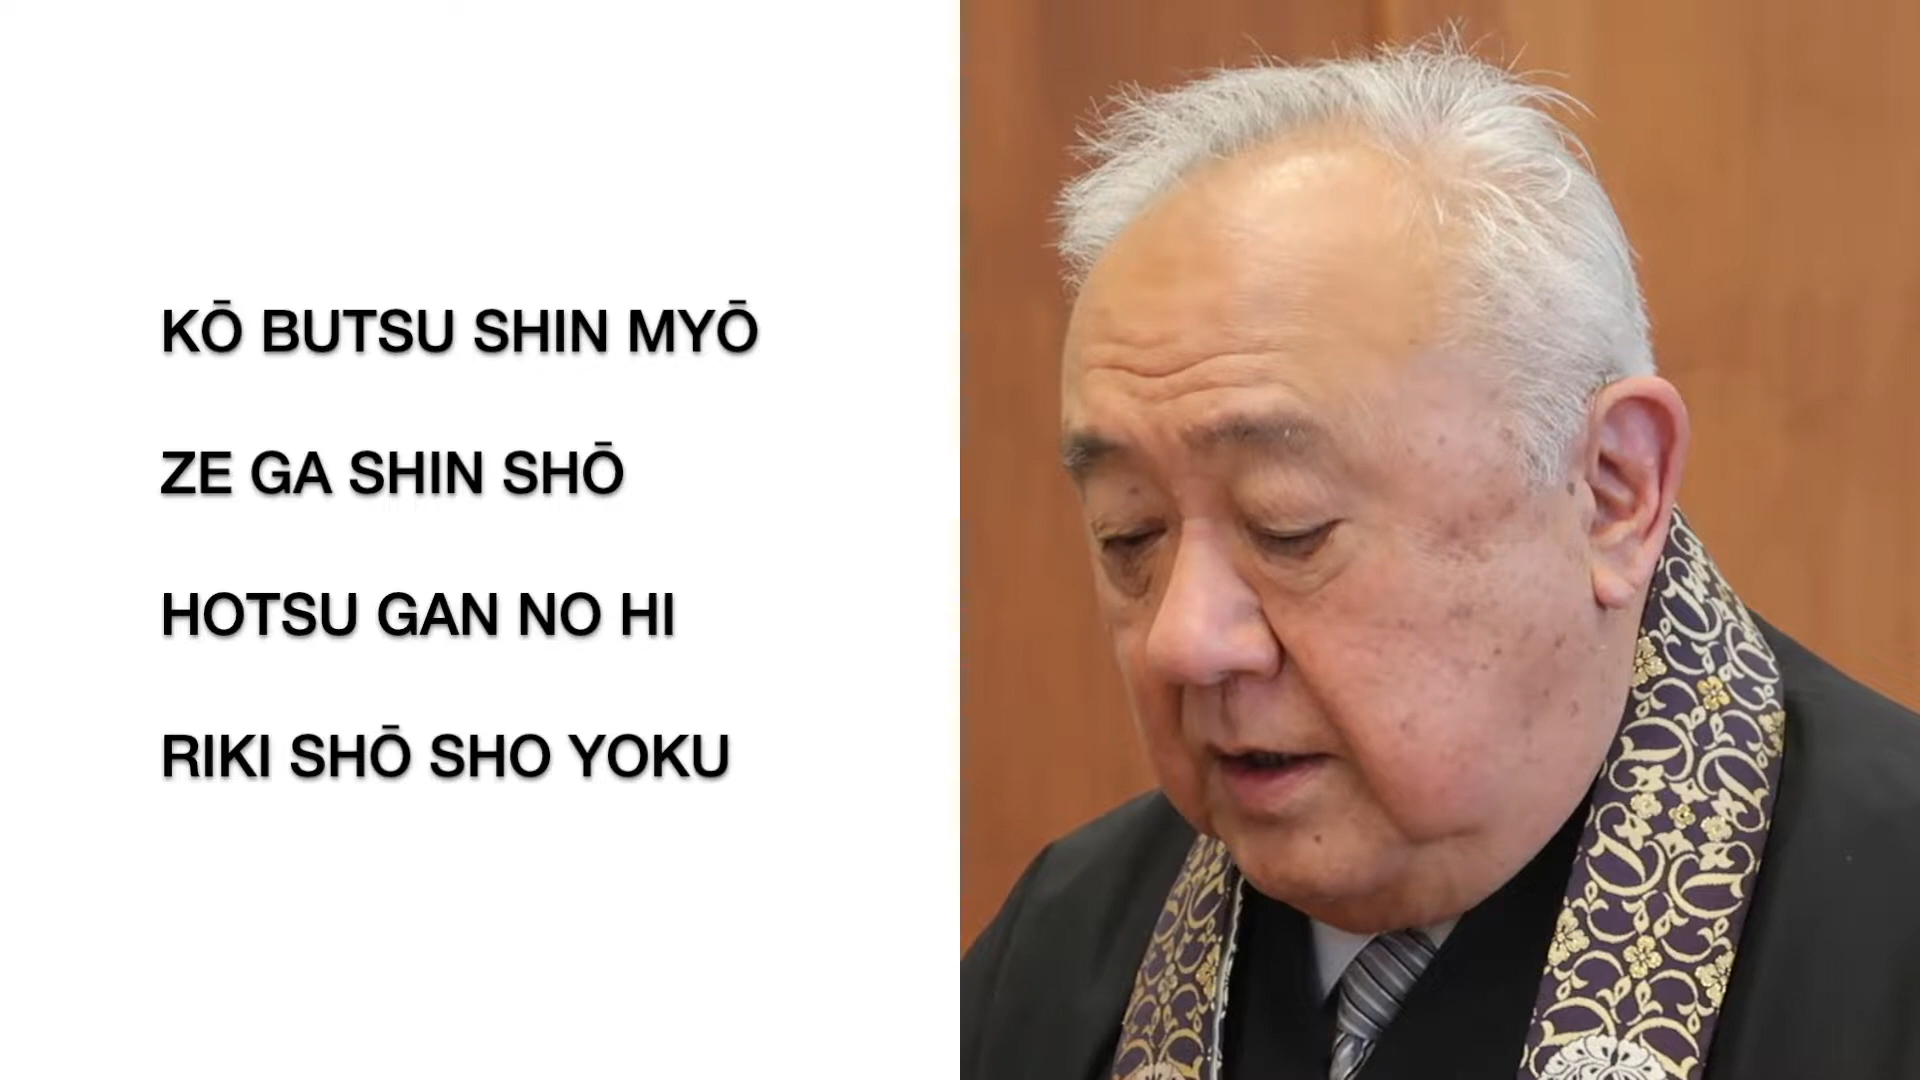 KŌ BUTSU SHIN MYŌ
ZE GA SHIN SHŌ
HOTSU GAN NO HI
RIKI SHŌ SHO YOKU